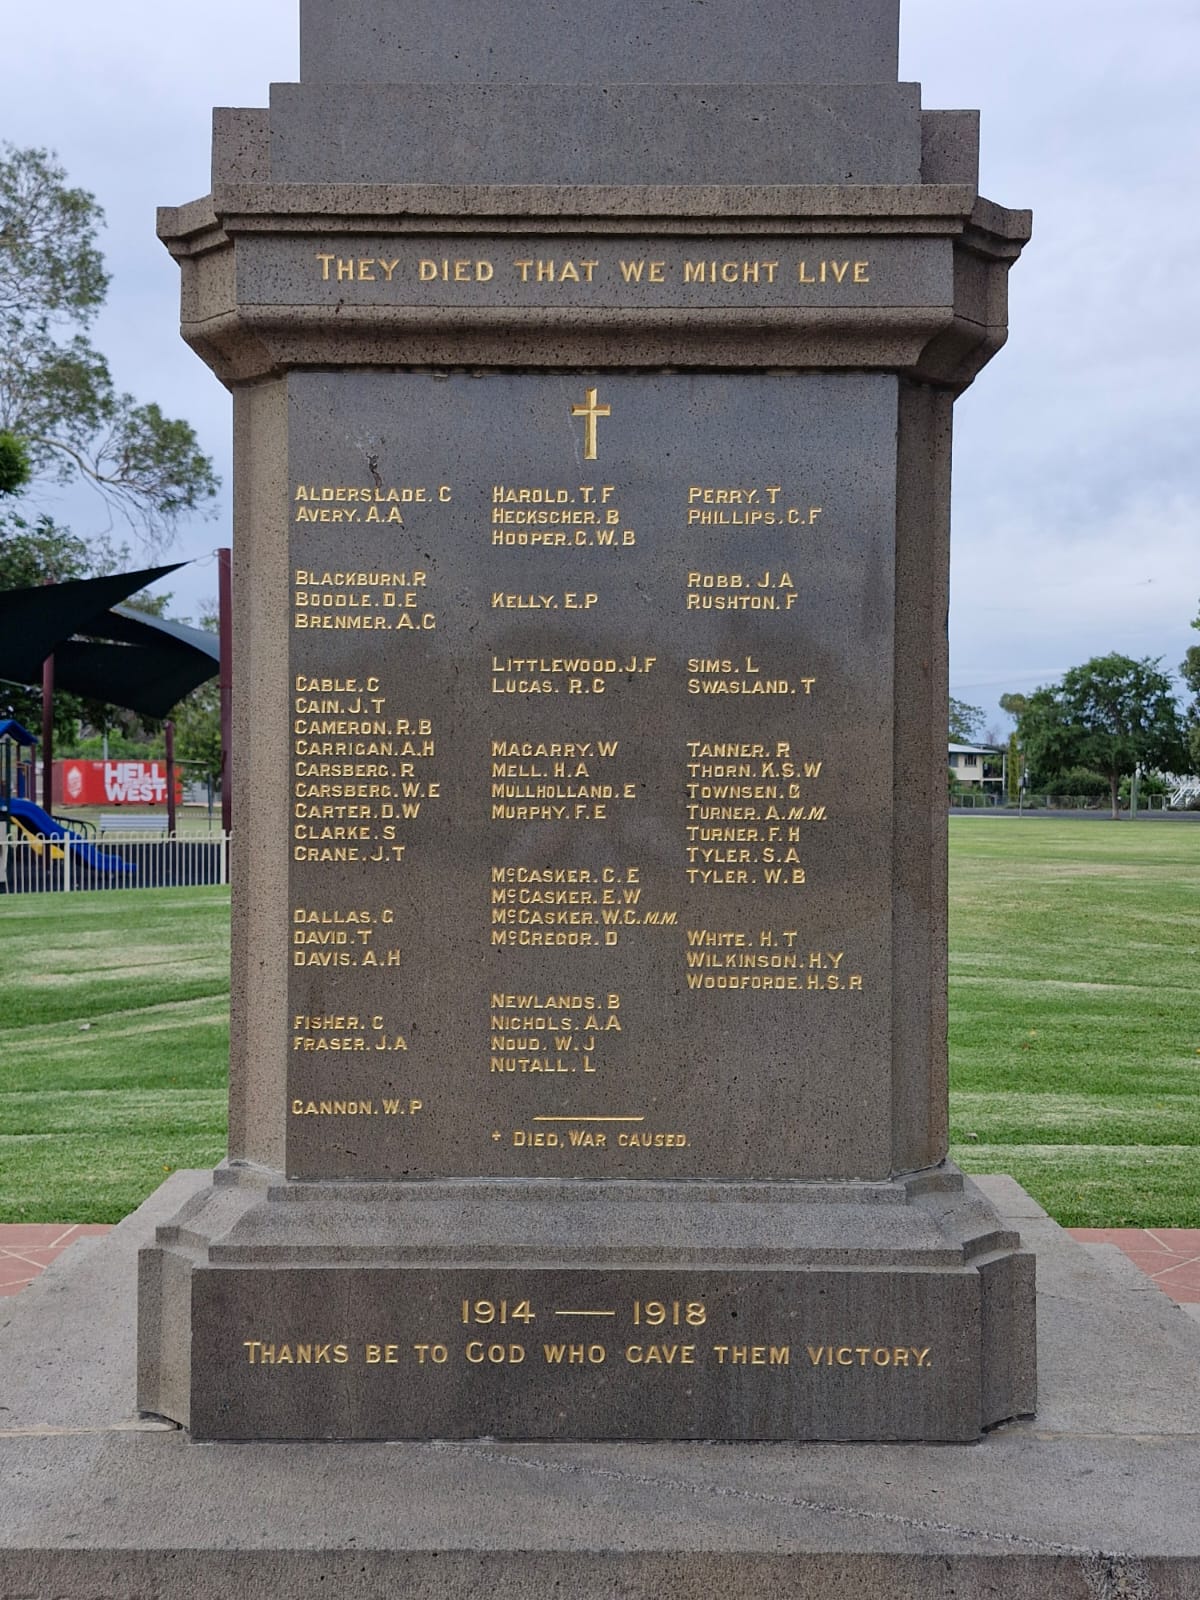 THEY DIED THAT WE MIGHT LIVE
ALDERSLADE. C
AVERY. A.A
BLACKBURN. R
BOODLE. D.E
BRENMER. A.G
CABLE. C
CAIN. J.T
CAMERON. R.B
CARRIGAN. A.H
CARSBERG. R
CARSBERG. W.E
CARTER. D.W
CLARKE. S
CRANE. J.T
DALLAS. G
DAVID. T
DAVIS. A.H
FISHER. C
FRASER. J.A
GANNON. W.P
HAROLD. T.F
HECKSCHER. B
HOOPER. G.W.B
KELLY. E.P
LITTLEWOOD. J.F
LUCAS. R.C
MACARRY. W
MELL. H.A
MULLHOLLAND. E
MURPHY. F.E
McCASKER. C.E
McCASKER. E.W
McCASKER. W.G. M.M.
McGREGOR. D
NEWLANDS. B
NICHOLS. A.A
NOUD. W.J
NUTALL. L
PERRY. T
PHILLIPS. C.F
ROBB. J.A
RUSHTON. F
SIMS. L
SWASLAND. T
TANNER. R
THORN. K.S.W
TOWNSEN. G
TURNER. A. M.M.
TURNER. F.H
TYLER. S.A
TYLER. W.B
WHITE. H.T
WILKINSON. H.Y
WOODFORDE. H.S.R
+ DIED, WAR CAUSED.
1914 — 1918
THANKS BE TO GOD WHO GAVE THEM VICTORY.
HELL
WEST